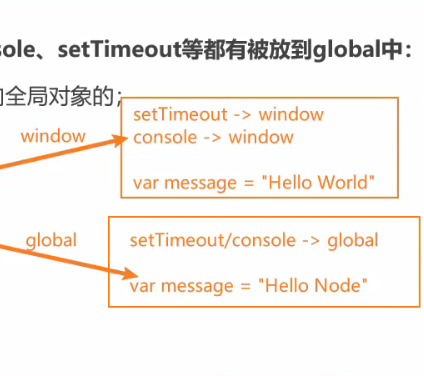 sole、setTimeout等都有被放到global中：
向全局对象的；
window
setTimeout -> window
console -> window
var message = "Hello World"
global
setTimeout/console -> global
var message = "Hello Node"